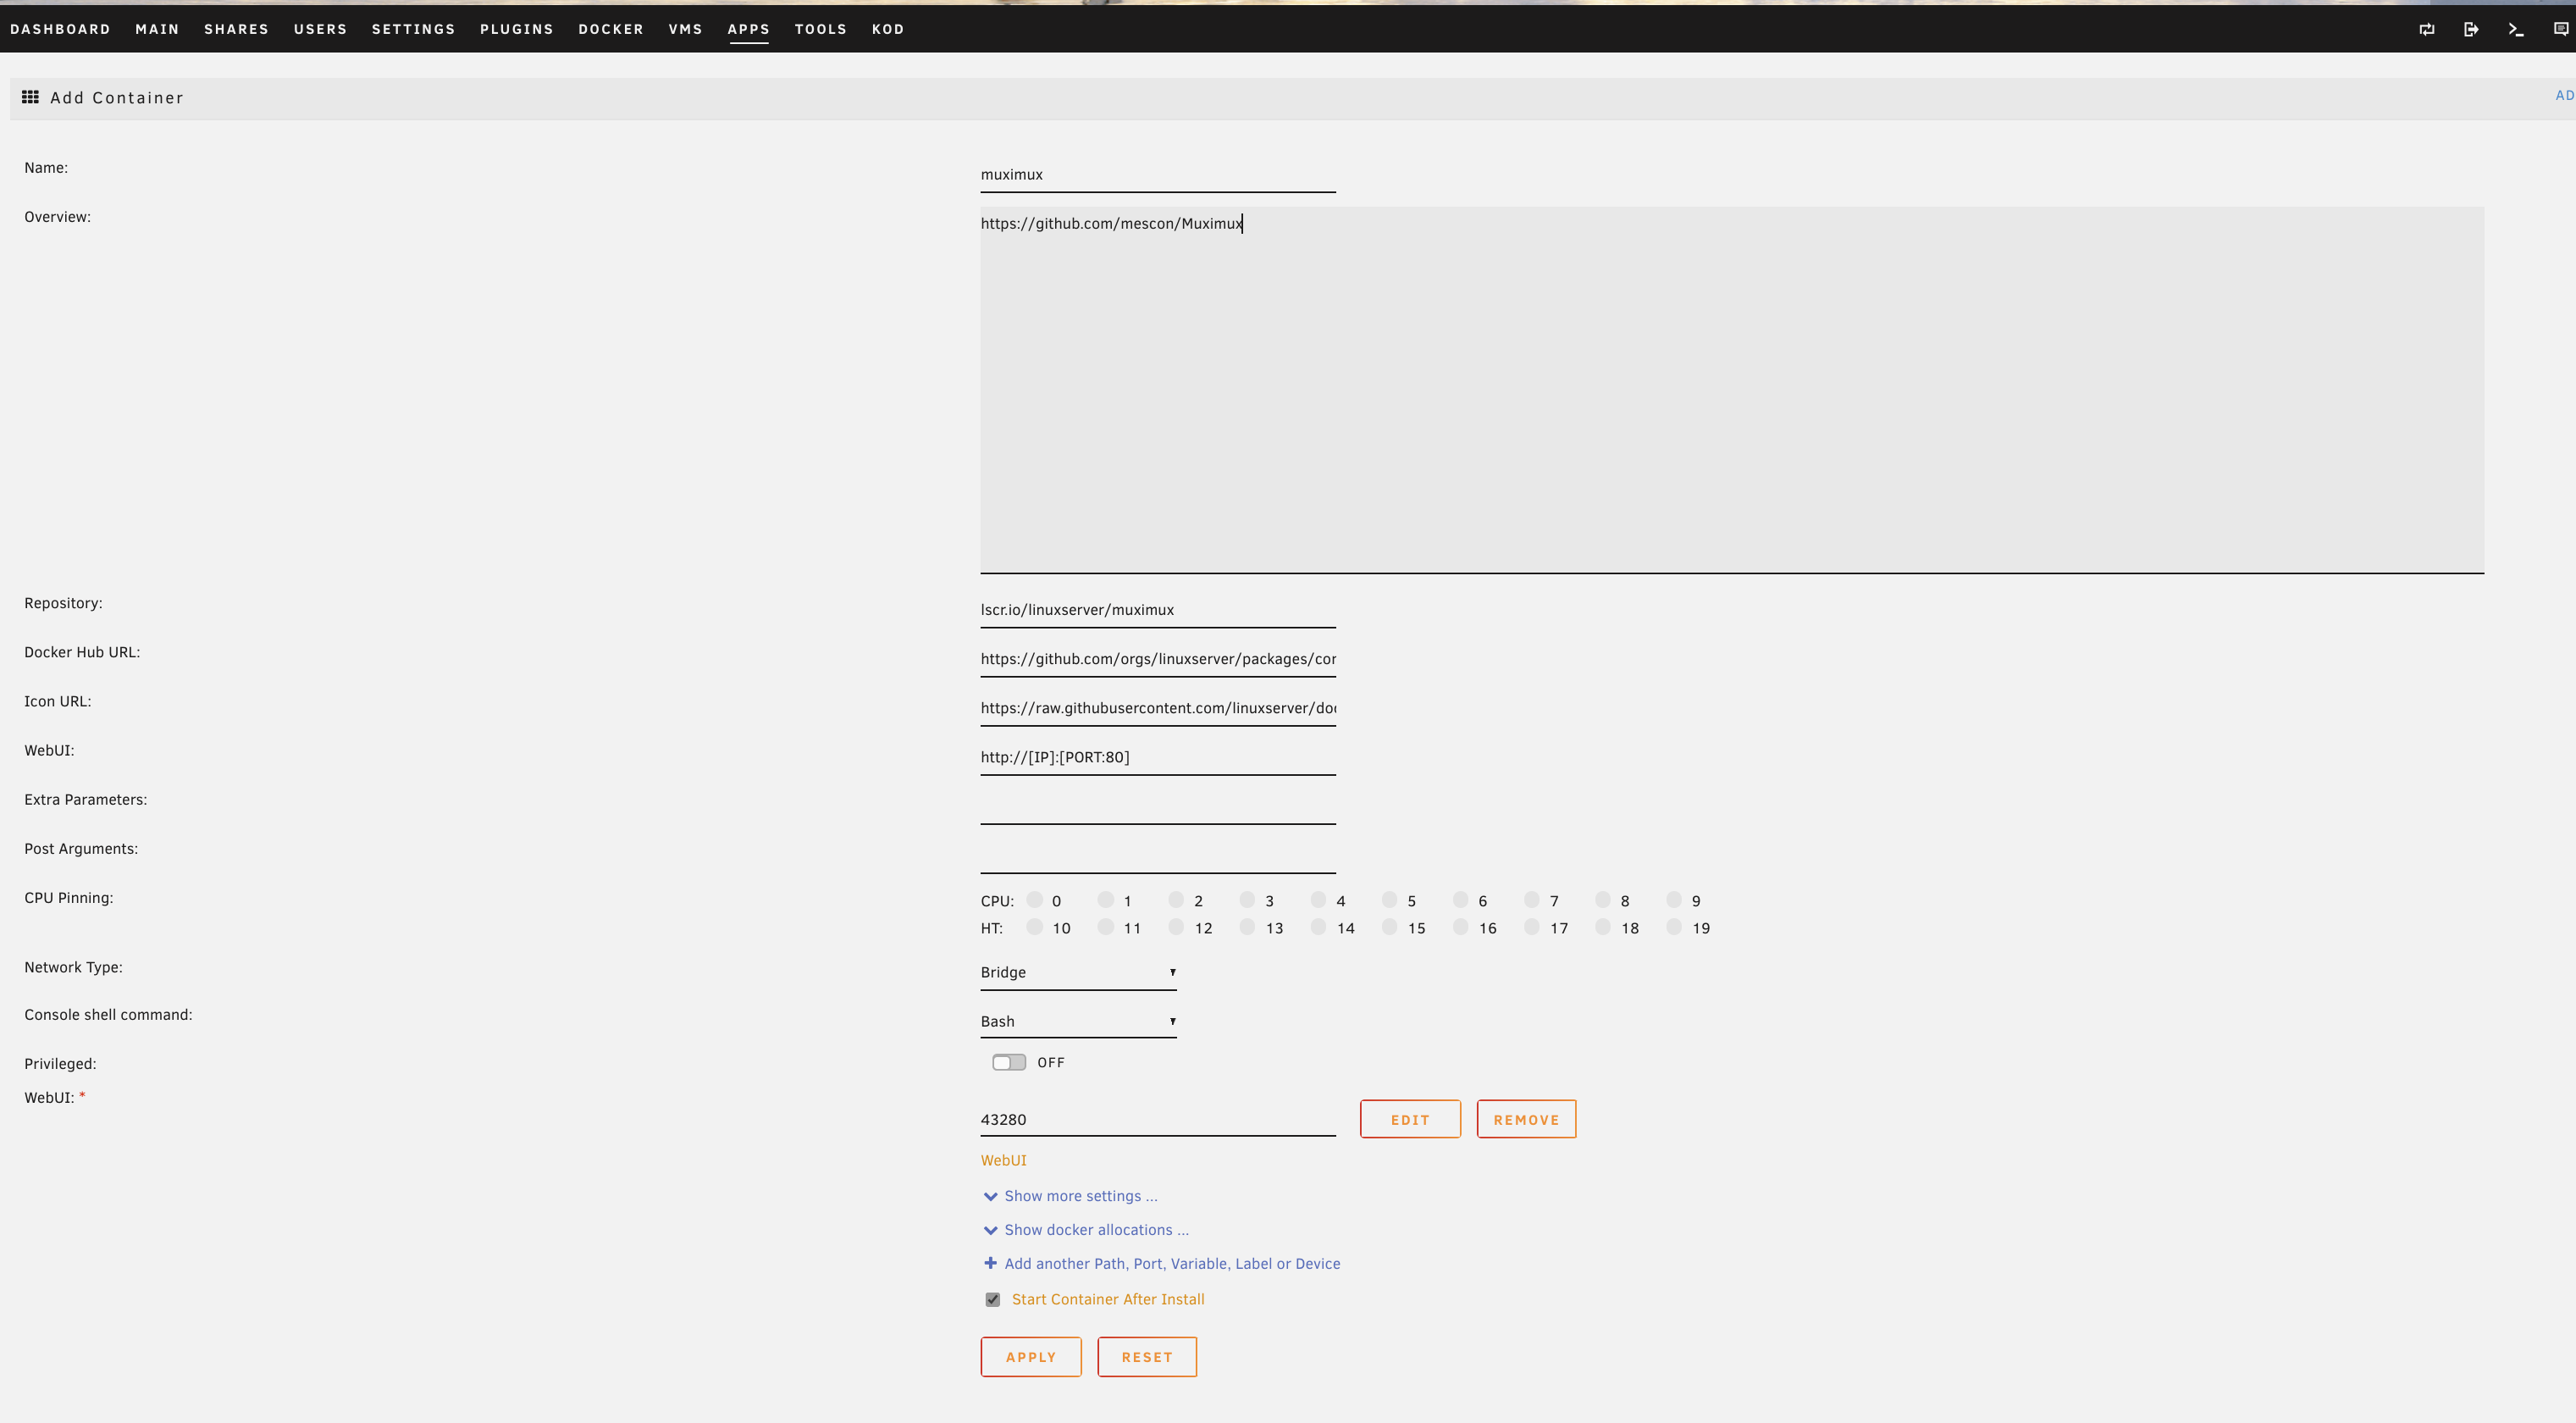 DASHBOARD MAIN SHARES USERS SETTINGS PLUGINS DOCKER VMS APPS TOOLS KOD
Add Container
AD
Name:
muximux
Overview:
https://github.com/mescon/Muximux
Repository:
lscr.io/linuxserver/muximux
Docker Hub URL:
https://github.com/orgs/linuxserver/packages/cor
Icon URL:
https://raw.githubusercontent.com/linuxserver/do
WebUI:
http://[IP]:[PORT:80]
Extra Parameters:
Post Arguments:
CPU Pinning:
CPU: 0 1 2 3 4 5 6 7 8 9
HT: 10 11 12 13 14 15 16 17 18 19
Network Type:
Bridge
Console shell command:
Bash
Privileged:
OFF
WebUI: *
43280 EDIT REMOVE
WebUI
Show more settings ...
Show docker allocations ...
Add another Path, Port, Variable, Label or Device
Start Container After Install
APPLY RESET